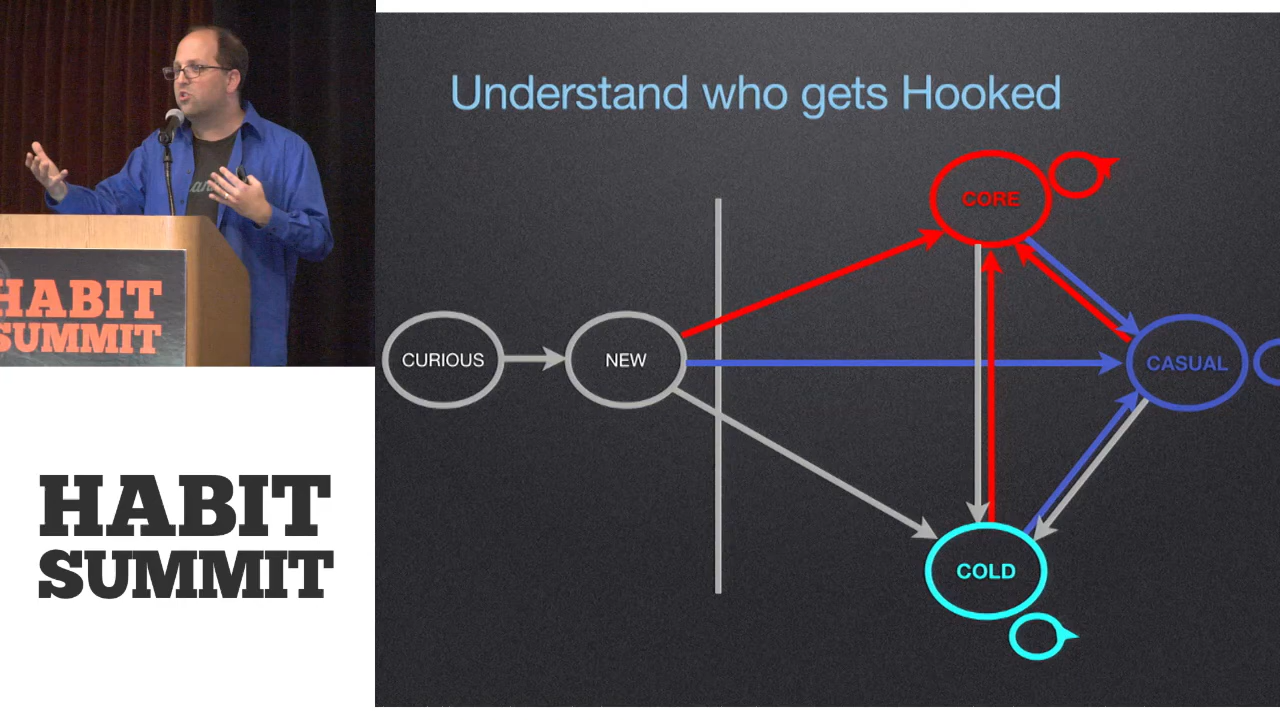 Understand who gets Hooked
CORE
CURIOUS
NEW
CASUAL
COLD
HABIT
SUMMIT
HABIT
SUMMIT